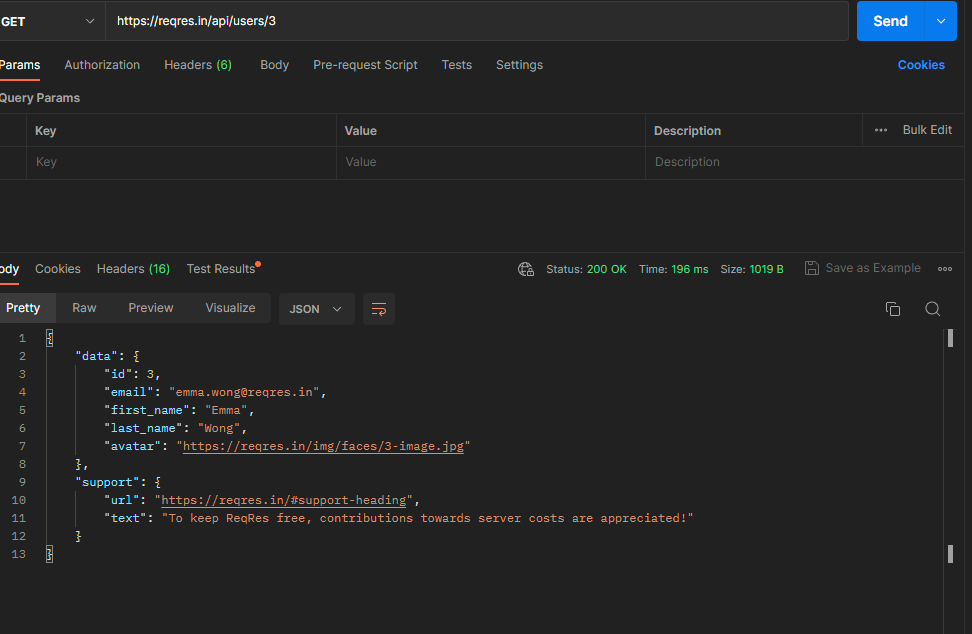 GET https://reqres.in/api/users/3 Send
Params Authorization Headers (6) Body Pre-request Script Tests Settings Cookies
Query Params
Key Value Description ••• Bulk Edit
Key Value Description
ody Cookies Headers (16) Test Results Status: 200 OK Time: 196 ms Size: 1019 B Save as Example
Pretty Raw Preview Visualize JSON
1 {
2 "data": {
3 "id": 3,
4 "email": "emma.wong@reqres.in",
5 "first_name": "Emma",
6 "last_name": "Wong",
7 "avatar": "https://reqres.in/img/faces/3-image.jpg"
8 },
9 "support": {
10 "url": "https://reqres.in/#support-heading",
11 "text": "To keep ReqRes free, contributions towards server costs are appreciated!"
12 }
13 }